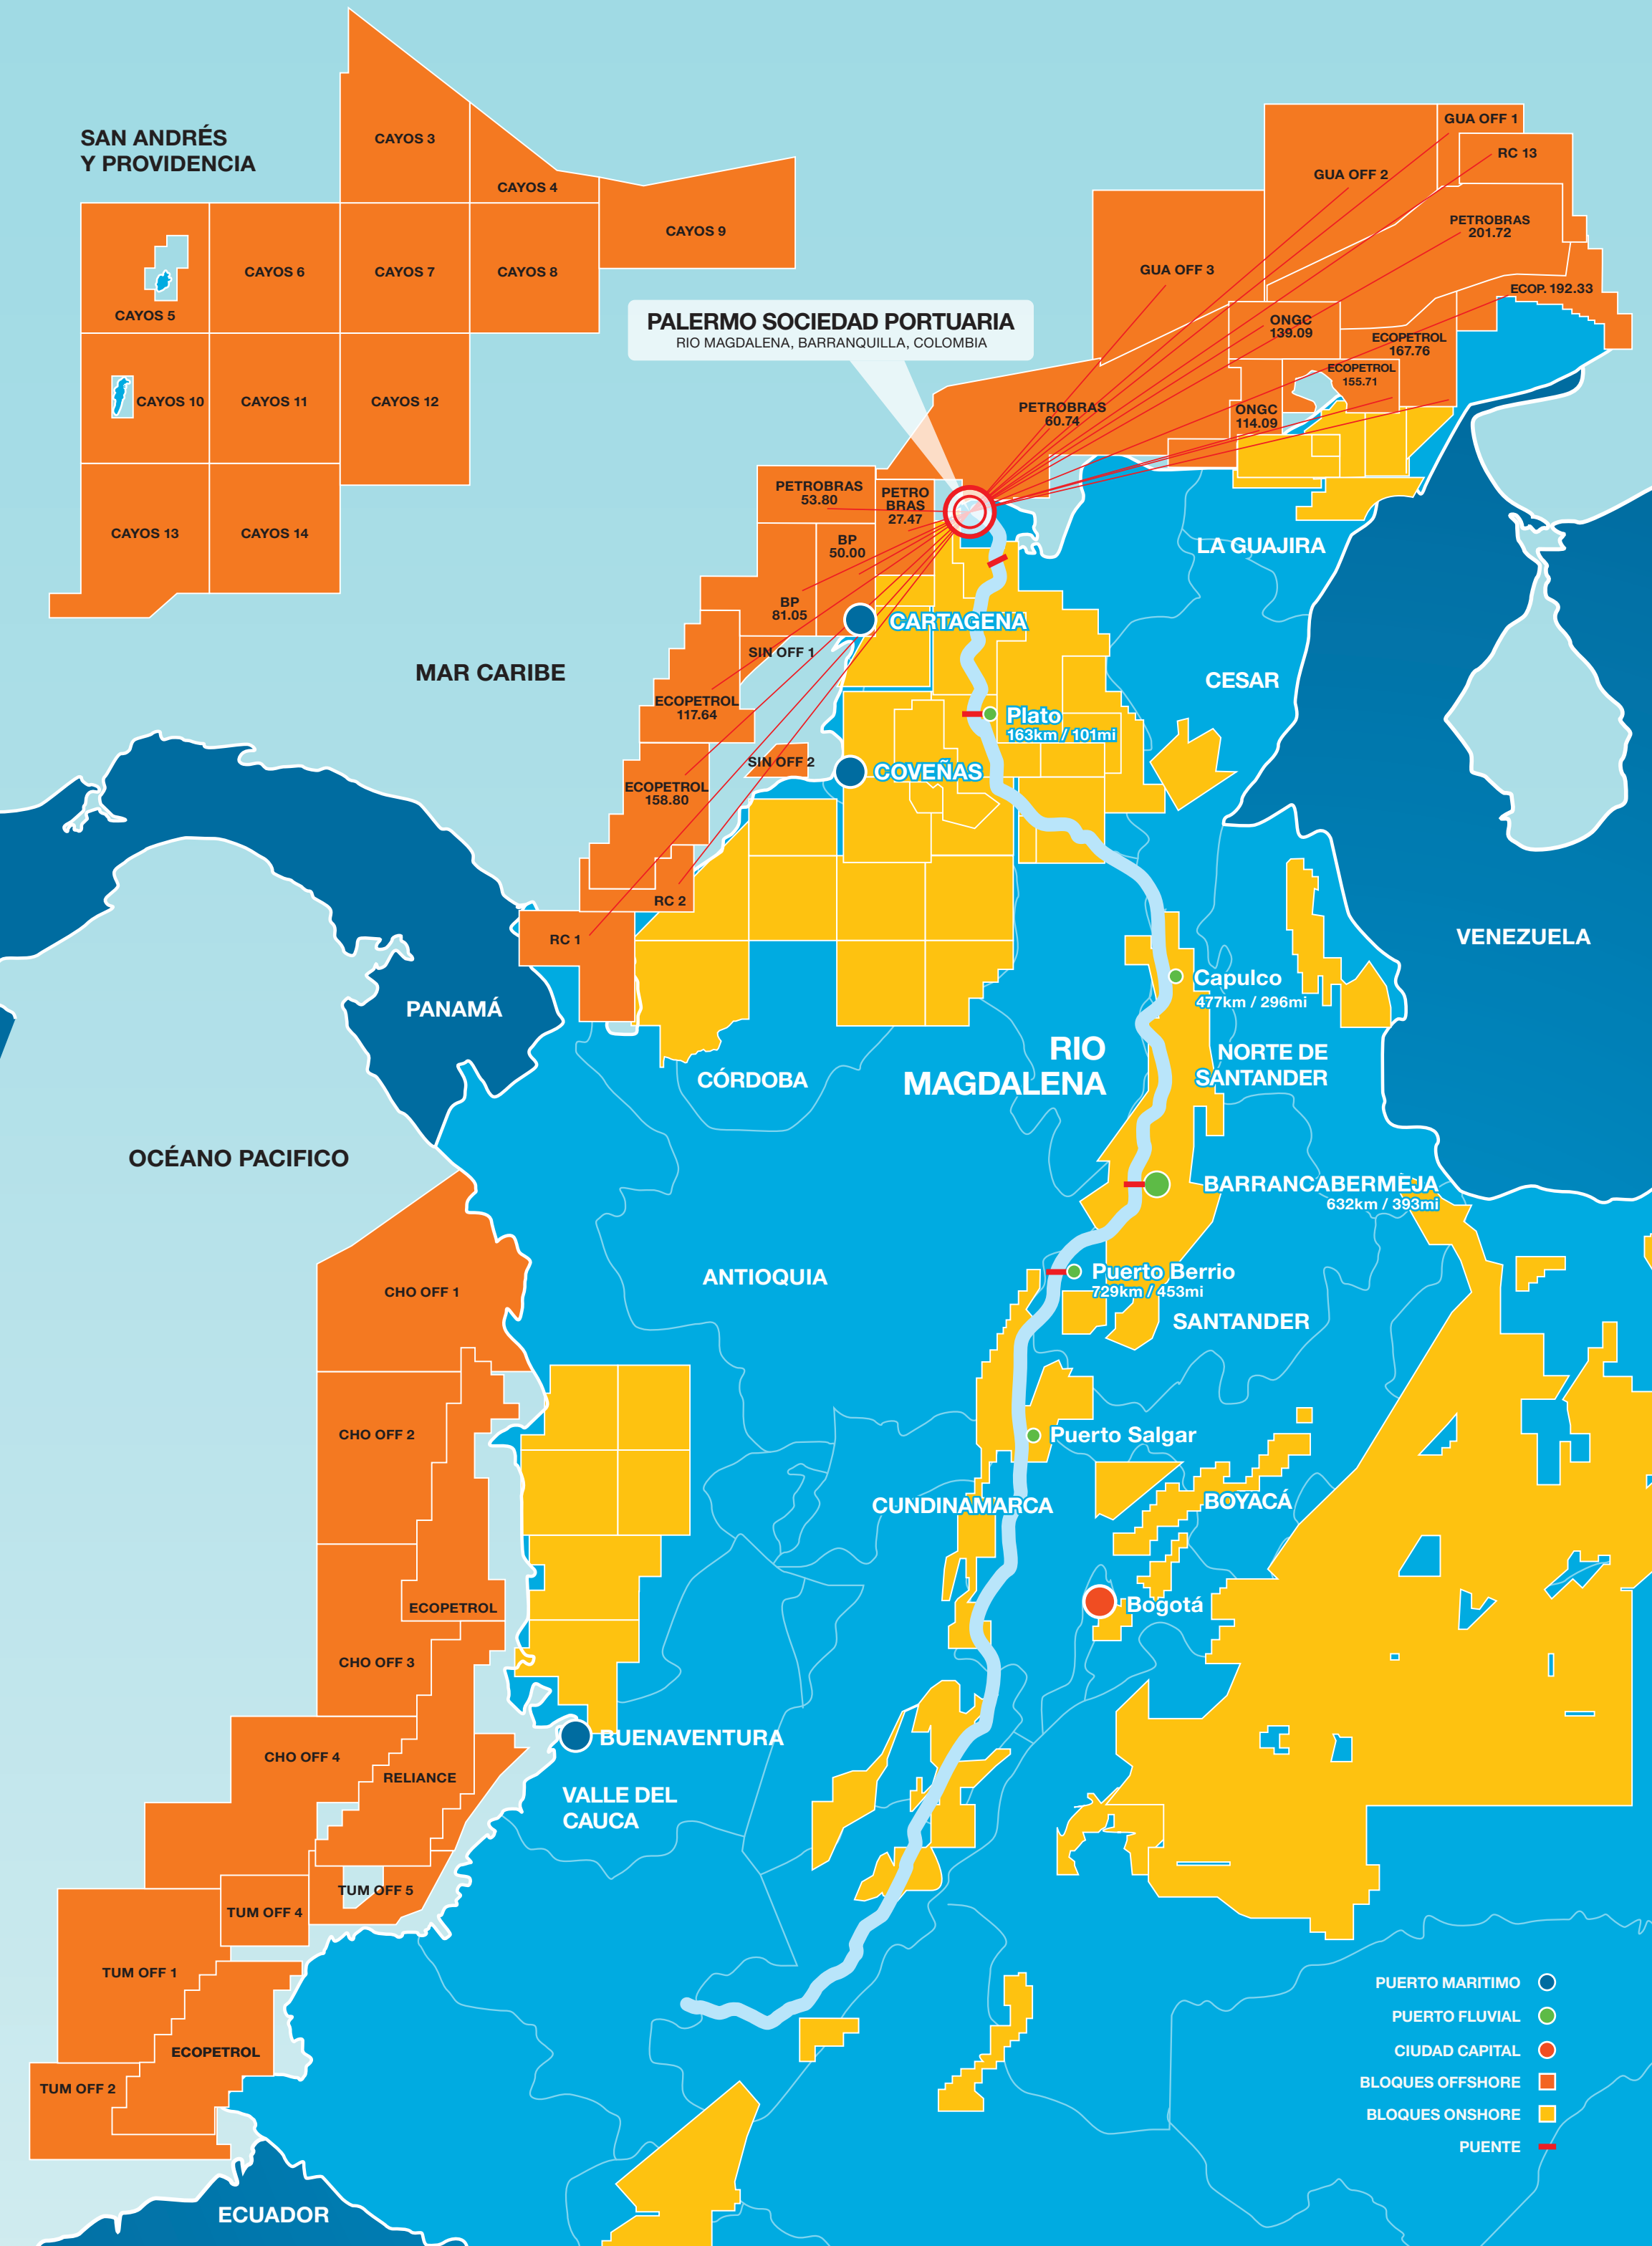 SAN ANDRÉS
Y PROVIDENCIA
CAYOS 3
CAYOS 4
CAYOS 9
CAYOS 5
CAYOS 6
CAYOS 7
CAYOS 8
CAYOS 10
CAYOS 11
CAYOS 12
CAYOS 13
CAYOS 14
GUA OFF 1
RC 13
GUA OFF 2
PETROBRAS
201.72
GUA OFF 3
ECOP. 192.33
ONGC
139.09
ECOPETROL
167.76
ECOPETROL
155.71
ONGC
114.09
PETROBRAS
60.74
PALERMO SOCIEDAD PORTUARIA
RIO MAGDALENA, BARRANQUILLA, COLOMBIA
PETROBRAS
53.80
PETRO
BRAS
27.47
BP
50.00
BP
81.05
SIN OFF 1
ECOPETROL
117.64
SIN OFF 2
ECOPETROL
158.80
RC 2
RC 1
MAR CARIBE
LA GUAJIRA
CARTAGENA
CESAR
Plato
163km / 101mi
COVEÑAS
VENEZUELA
PANAMÁ
Capulco
477km / 296mi
RIO
MAGDALENA
NORTE DE
SANTANDER
CÓRDOBA
OCÉANO PACIFICO
BARRANCABERMEJA
632km / 393mi
ANTIOQUIA
Puerto Berrio
729km / 453mi
SANTANDER
CHO OFF 1
CHO OFF 2
Puerto Salgar
CUNDINAMARCA
BOYACÁ
Bogotá
ECOPETROL
CHO OFF 3
BUENAVENTURA
CHO OFF 4
RELIANCE
VALLE DEL
CAUCA
TUM OFF 5
TUM OFF 4
TUM OFF 1
ECOPETROL
TUM OFF 2
ECUADOR
PUERTO MARITIMO
PUERTO FLUVIAL
CIUDAD CAPITAL
BLOQUES OFFSHORE
BLOQUES ONSHORE
PUENTE